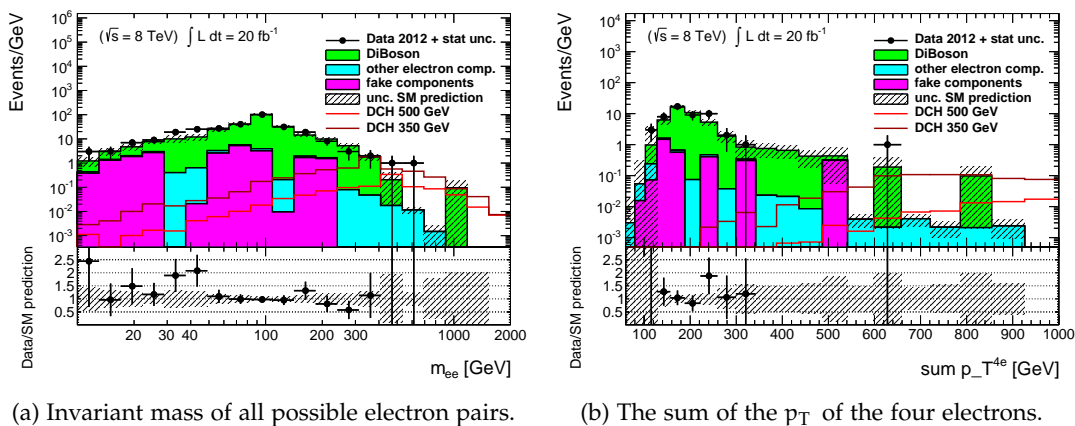 (√s = 8 TeV) ∫ L dt = 20 fb⁻¹
Data 2012 + stat unc.
DiBoson
other electron comp.
fake components
unc. SM prediction
DCH 500 GeV
DCH 350 GeV
Events/GeV
10⁶
10⁵
10⁴
10³
10²
10
1
10⁻¹
10⁻²
10⁻³
Data/SM prediction
2.5
2
1.5
1
0.5
20 30 40 100 200 300 1000 2000
m_ee [GeV]
(a) Invariant mass of all possible electron pairs.
(√s = 8 TeV) ∫ L dt = 20 fb⁻¹
Data 2012 + stat unc.
DiBoson
other electron comp.
fake components
unc. SM prediction
DCH 500 GeV
DCH 350 GeV
Events/GeV
10⁴
10³
10²
10
1
10⁻¹
10⁻²
10⁻³
Data/SM prediction
2.5
2
1.5
1
0.5
100 200 300 400 500 600 700 800 900 1000
sum p_T^4e [GeV]
(b) The sum of the p_T of the four electrons.